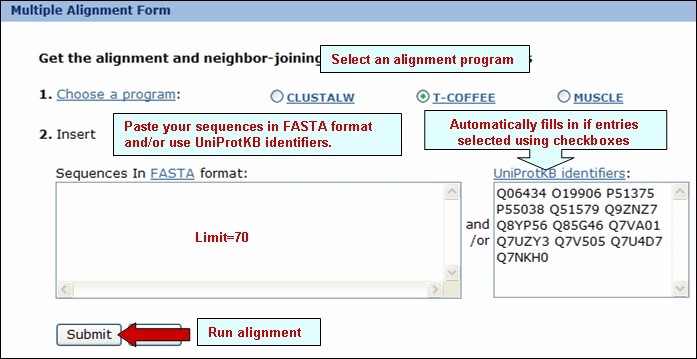 Multiple Alignment Form
Get the alignment and neighbor-joining
Select an alignment program
s
1. Choose a program:
CLUSTALW
T-COFFEE
MUSCLE
2. Insert
Paste your sequences in FASTA format
and/or use UniProtKB identifiers.
Automatically fills in if entries
selected using checkboxes
Sequences In FASTA format:
UniProtKB identifiers:
Limit=70
and
/or
Q06434 O19906 P51375
P55038 Q51579 Q9ZNZ7
Q8YP56 Q85G46 Q7VA01
Q7UZY3 Q7V505 Q7U4D7
Q7NKH0
Submit
Run alignment